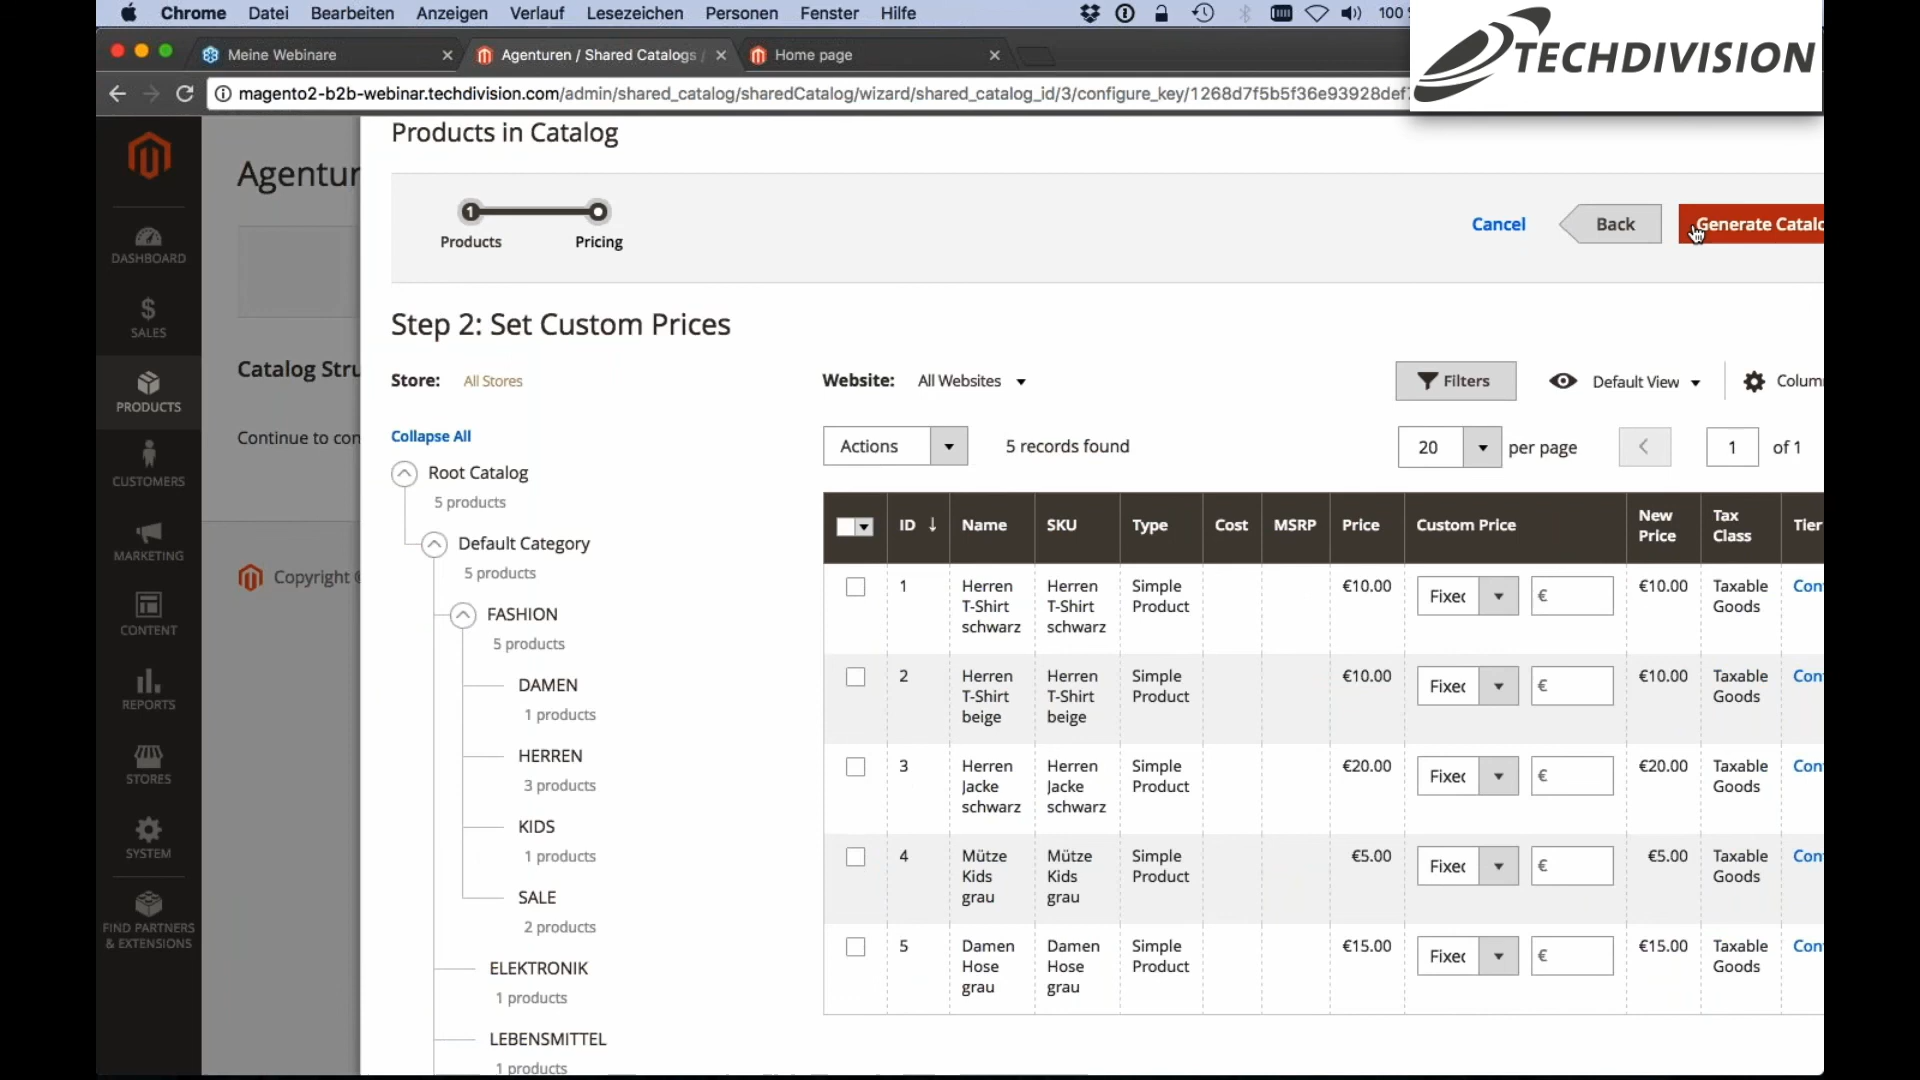 Chrome Datei Bearbeiten Anzeigen Verlauf Lesezeichen Personen Fenster Hilfe 100
TECHDIVISION
Meine Webinare
Agenturen / Shared Catalogs /
Home page
magento2-b2b-webinar.techdivision.com/admin/shared_catalog/sharedCatalog/wizard/shared_catalog_id/3/configure_key/1268d7f5b5f36e93928def
DASHBOARD
SALES
PRODUCTS
CUSTOMERS
MARKETING
CONTENT
REPORTS
STORES
SYSTEM
FIND PARTNERS
& EXTENSIONS
Agentur
Catalog Stru
Continue to con
Copyright ©
Products in Catalog
1
Products
Pricing
Cancel
Back
Generate Catalo
Step 2: Set Custom Prices
Store: All Stores
Website: All Websites
Filters
Default View
Colum
Collapse All
Root Catalog
5 products
Default Category
5 products
FASHION
5 products
DAMEN
1 products
HERREN
3 products
KIDS
1 products
SALE
2 products
ELEKTRONIK
1 products
LEBENSMITTEL
1 products
Actions
5 records found
20 per page
1 of 1
ID ↓ Name SKU Type Cost MSRP Price Custom Price New Price Tax Class Tier
1 Herren T-Shirt schwarz Herren T-Shirt schwarz Simple Product €10.00 Fixed € €10.00 Taxable Goods Con
2 Herren T-Shirt beige Herren T-Shirt beige Simple Product €10.00 Fixed € €10.00 Taxable Goods Con
3 Herren Jacke schwarz Herren Jacke schwarz Simple Product €20.00 Fixed € €20.00 Taxable Goods Con
4 Mütze Kids grau Mütze Kids grau Simple Product €5.00 Fixed € €5.00 Taxable Goods Con
5 Damen Hose grau Damen Hose grau Simple Product €15.00 Fixed € €15.00 Taxable Goods Con